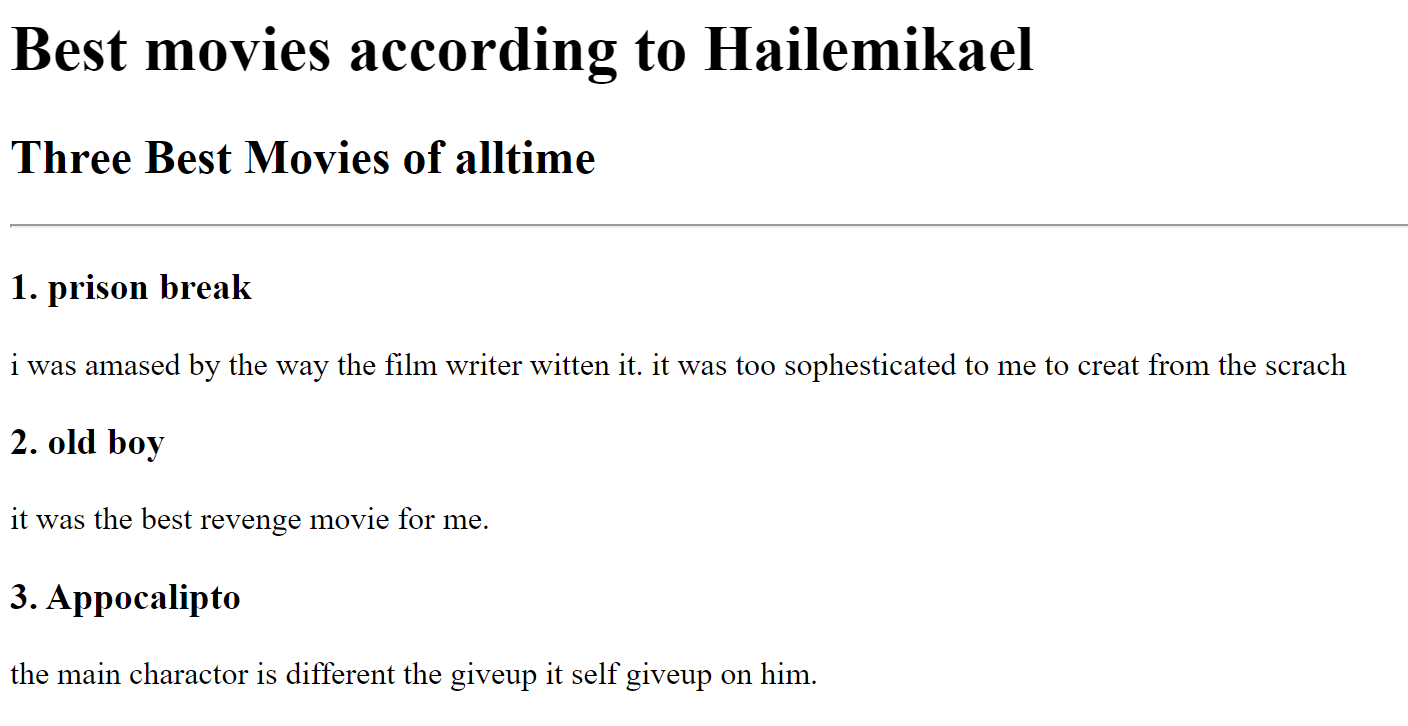 Best movies according to Hailemikael
Three Best Movies of alltime
1. prison break
i was amased by the way the film writer witten it. it was too sophesticated to me to creat from the scrach
2. old boy
it was the best revenge movie for me.
3. Appocalipto
the main charactor is different the giveup it self giveup on him.